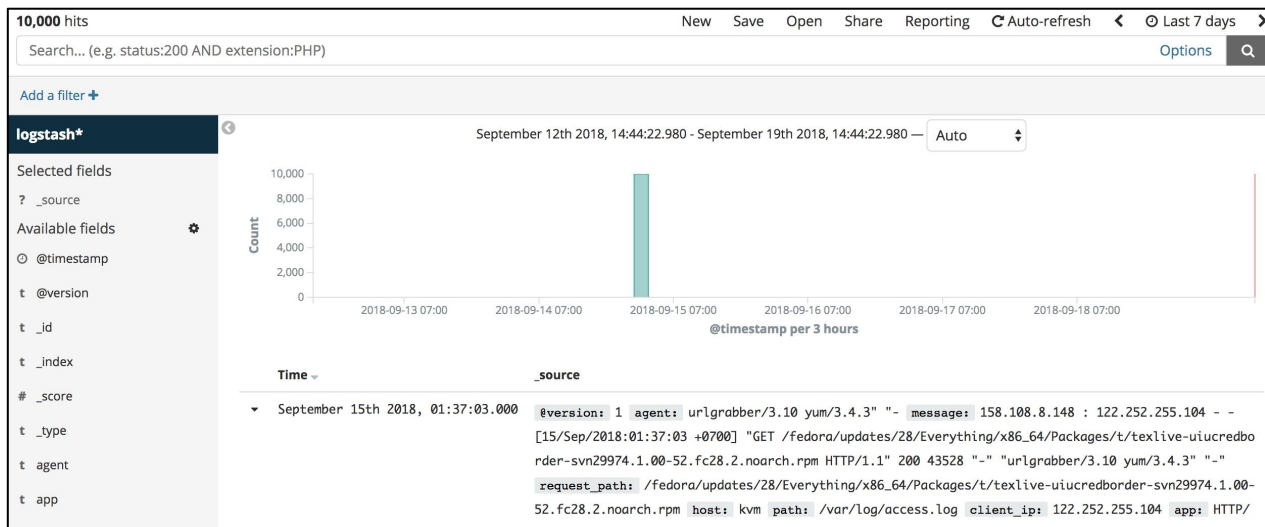 10,000 hits
New Save Open Share Reporting Auto-refresh Last 7 days
Search... (e.g. status:200 AND extension:PHP)
Options
Add a filter
logstash*
Selected fields
? _source
Available fields
@timestamp
t @version
t _id
t _index
# _score
t _type
t agent
t app
September 12th 2018, 14:44:22.980 - September 19th 2018, 14:44:22.980 — Auto
Count
10,000
8,000
6,000
4,000
2,000
0
2018-09-13 07:00 2018-09-14 07:00 2018-09-15 07:00 2018-09-16 07:00 2018-09-17 07:00 2018-09-18 07:00
@timestamp per 3 hours
Time _source
September 15th 2018, 01:37:03.000
@version: 1 agent: urlgrabber/3.10 yum/3.4.3" "- message: 158.108.8.148 : 122.252.255.104 - -
[15/Sep/2018:01:37:03 +0700] "GET /fedora/updates/28/Everything/x86_64/Packages/t/texlive-uiucredbo
rder-svn29974.1.00-52.fc28.2.noarch.rpm HTTP/1.1" 200 43528 "-" "urlgrabber/3.10 yum/3.4.3" "-"
request_path: /fedora/updates/28/Everything/x86_64/Packages/t/texlive-uiucredborder-svn29974.1.00-
52.fc28.2.noarch.rpm host: kvm path: /var/log/access.log client_ip: 122.252.255.104 app: HTTP/